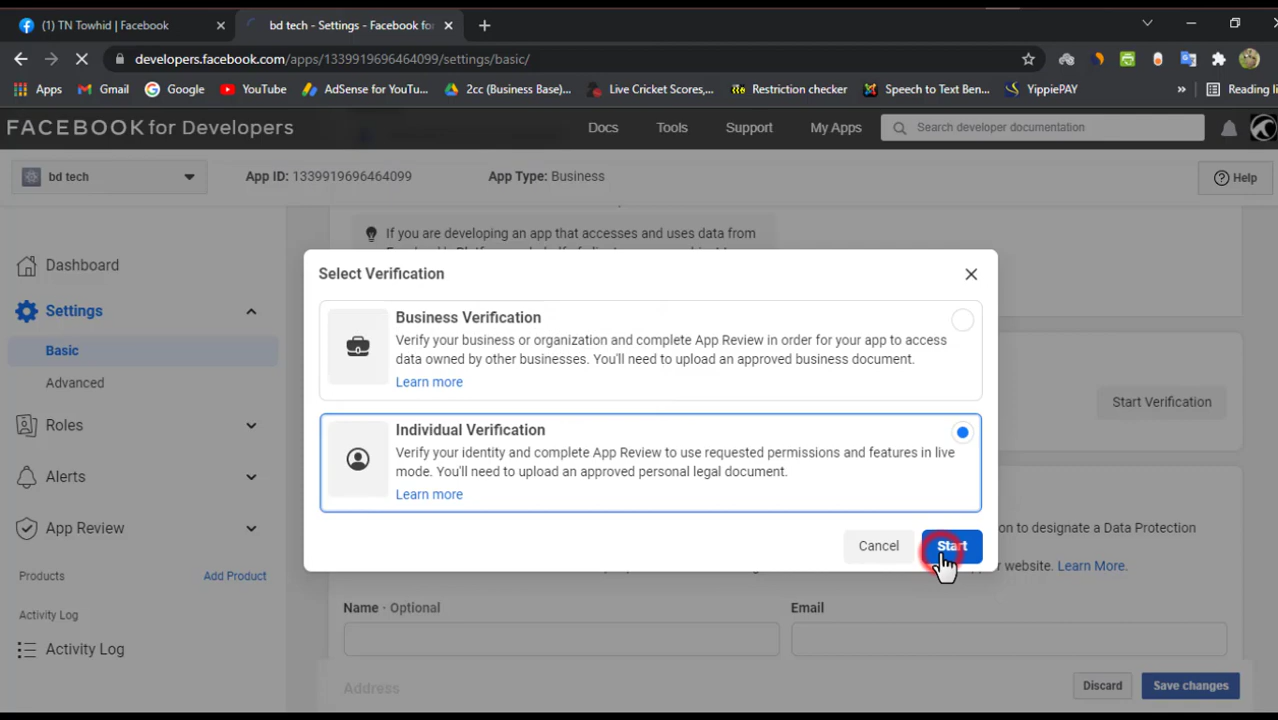 (1) TN Towhid | Facebook
bd tech - Settings - Facebook for
developers.facebook.com/apps/1339919696464099/settings/basic/
Apps
Gmail
Google
YouTube
AdSense for YouTu...
2cc (Business Base)...
Live Cricket Scores,...
Restriction checker
Speech to Text Ben...
YippiePAY
»
Reading li
FACEBOOK for Developers
Docs
Tools
Support
My Apps
Search developer documentation
bd tech
App ID: 1339919696464099
App Type: Business
Help
If you are developing an app that accesses and uses data from
Dashboard
Settings
Basic
Advanced
Roles
Alerts
App Review
Products
Add Product
Activity Log
Activity Log
Select Verification
Business Verification
Verify your business or organization and complete App Review in order for your app to access
data owned by other businesses. You'll need to upload an approved business document.
Learn more
Individual Verification
Verify your identity and complete App Review to use requested permissions and features in live
mode. You'll need to upload an approved personal legal document.
Learn more
Cancel
Start
Start Verification
on to designate a Data Protection
website. Learn More.
Name · Optional
Email
Address
Discard
Save changes